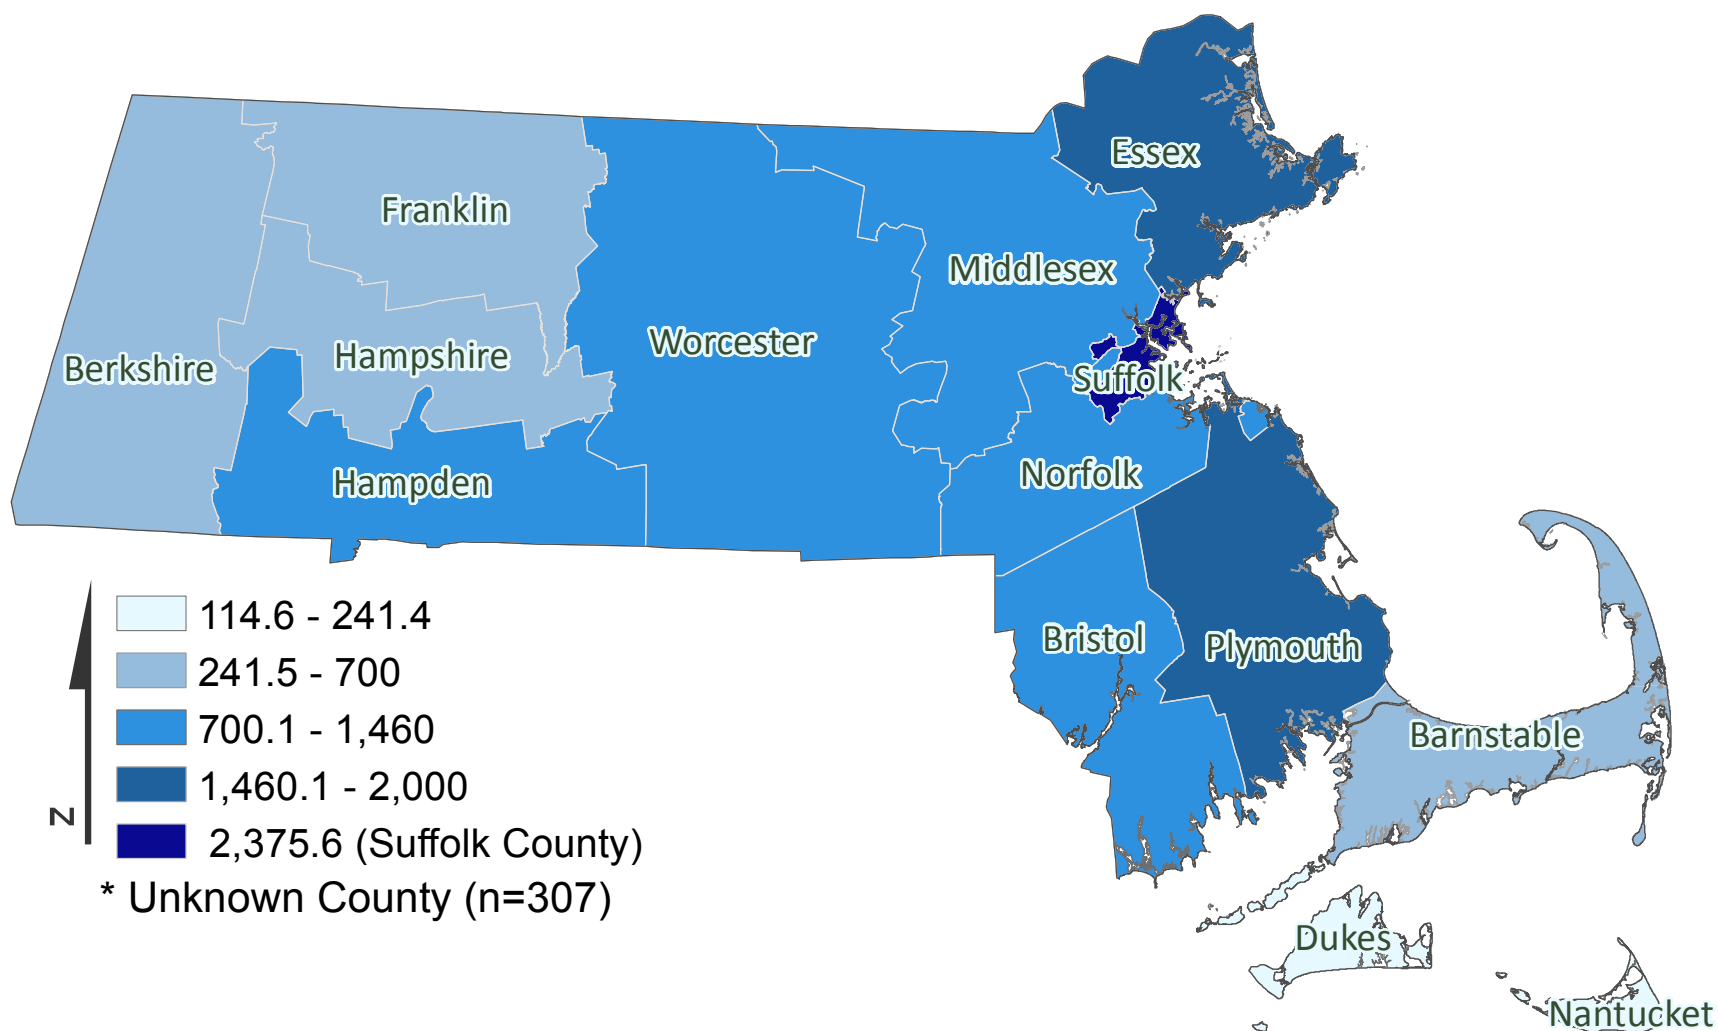 Essex
Franklin
Middlesex
Worcester
Hampshire
Berkshire
Suffolk
Norfolk
Hampden
Bristol
Plymouth
Barnstable
Dukes
Nantucket
114.6 - 241.4
241.5 - 700
700.1 - 1,460
1,460.1 - 2,000
2,375.6 (Suffolk County)
* Unknown County (n=307)
N